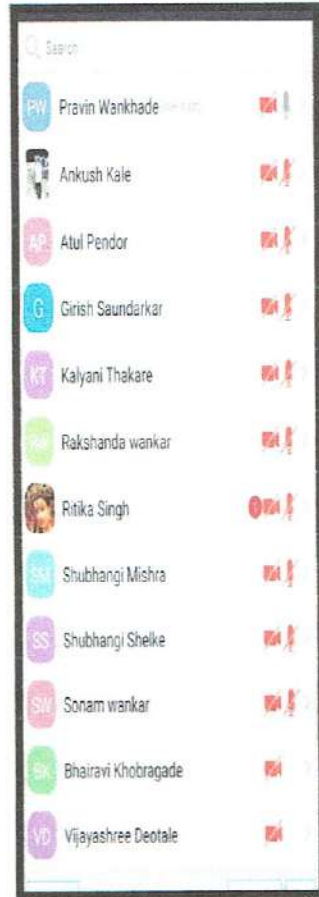 Search
PW Pravin Wankhade
Ankush Kale
AP Atul Pendor
G Girish Saundarkar
KT Kalyani Thakare
Rakshanda wankar
Ritika Singh
SM Shubhangi Mishra
SS Shubhangi Shelke
SW Sonam wankar
BK Bhairavi Khobragade
VD Vijayashree Deotale